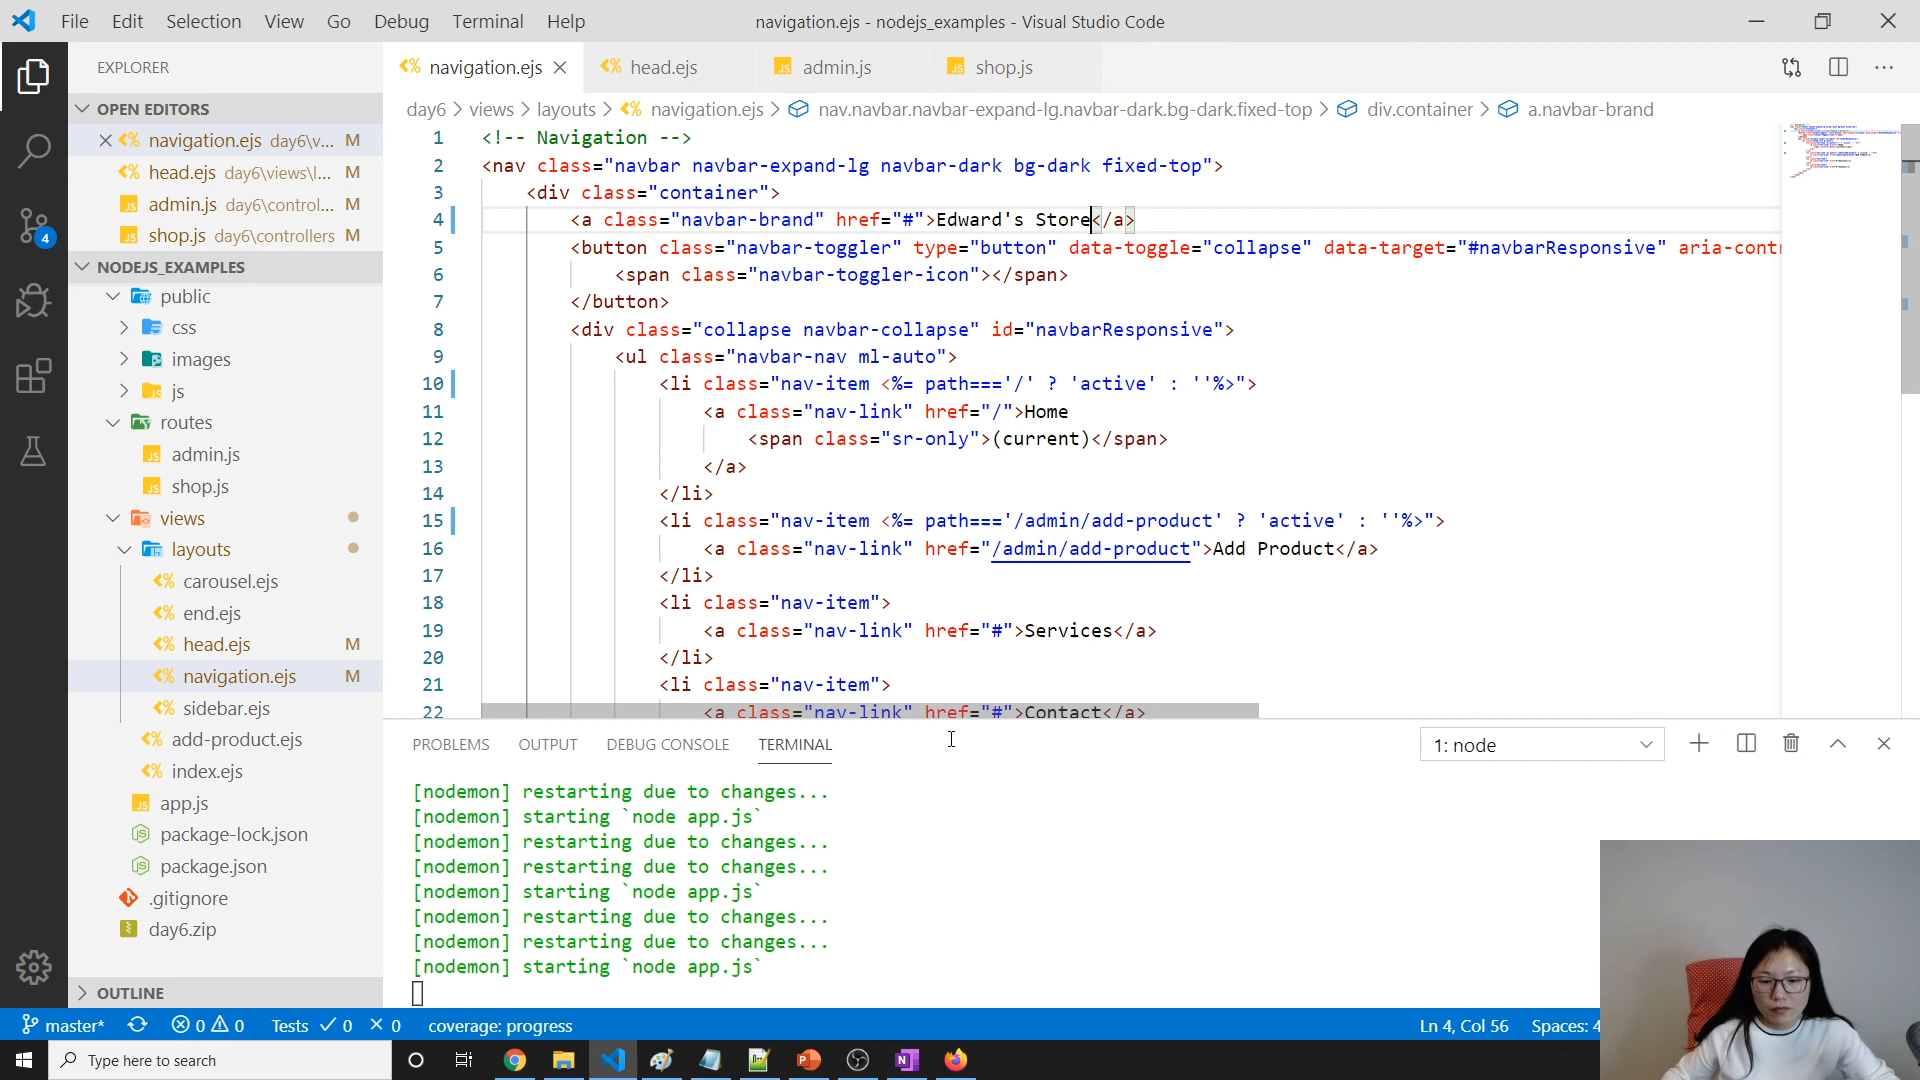 File Edit Selection View Go Debug Terminal Help
navigation.ejs - nodejs_examples - Visual Studio Code
EXPLORER
navigation.ejs head.ejs admin.js shop.js
OPEN EDITORS
navigation.ejs day6\v... M
head.ejs day6\views\l... M
admin.js day6\control... M
shop.js day6\controllers M
NODEJS_EXAMPLES
public
css
images
js
routes
admin.js
shop.js
views
layouts
carousel.ejs
end.ejs
head.ejs M
navigation.ejs M
sidebar.ejs
add-product.ejs
index.ejs
app.js
package-lock.json
package.json
.gitignore
day6.zip
OUTLINE
4
day6 > views > layouts > navigation.ejs > nav.navbar.navbar-expand-lg.navbar-dark.bg-dark.fixed-top > div.container > a.navbar-brand
1 <!-- Navigation -->
2 <nav class="navbar navbar-expand-lg navbar-dark bg-dark fixed-top">
3 <div class="container">
4 <a class="navbar-brand" href="#">Edward's Store</a>
5 <button class="navbar-toggler" type="button" data-toggle="collapse" data-target="#navbarResponsive" aria-contr
6 <span class="navbar-toggler-icon"></span>
7 </button>
8 <div class="collapse navbar-collapse" id="navbarResponsive">
9 <ul class="navbar-nav ml-auto">
10 <li class="nav-item <%= path==='/' ? 'active' : ''%>">
11 <a class="nav-link" href="/">Home
12 <span class="sr-only">(current)</span>
13 </a>
14 </li>
15 <li class="nav-item <%= path==='/admin/add-product' ? 'active' : ''%>">
16 <a class="nav-link" href="/admin/add-product">Add Product</a>
17 </li>
18 <li class="nav-item">
19 <a class="nav-link" href="#">Services</a>
20 </li>
21 <li class="nav-item">
22 <a class="nav-link" href="#">Contact</a>
PROBLEMS OUTPUT DEBUG CONSOLE TERMINAL 1: node
[nodemon] restarting due to changes...
[nodemon] starting `node app.js`
[nodemon] restarting due to changes...
[nodemon] restarting due to changes...
[nodemon] starting `node app.js`
[nodemon] restarting due to changes...
[nodemon] restarting due to changes...
[nodemon] starting `node app.js`
master* 0 0 Tests 0 0 coverage: progress Ln 4, Col 56 Spaces: 4
Type here to search